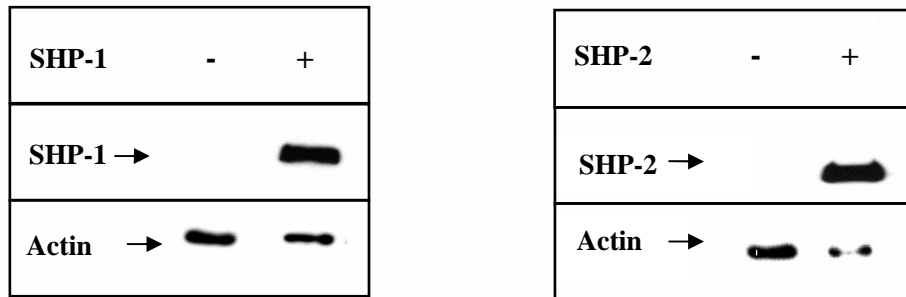 SHP-1 - +
SHP-1 →
Actin →
SHP-2 - +
SHP-2 →
Actin →